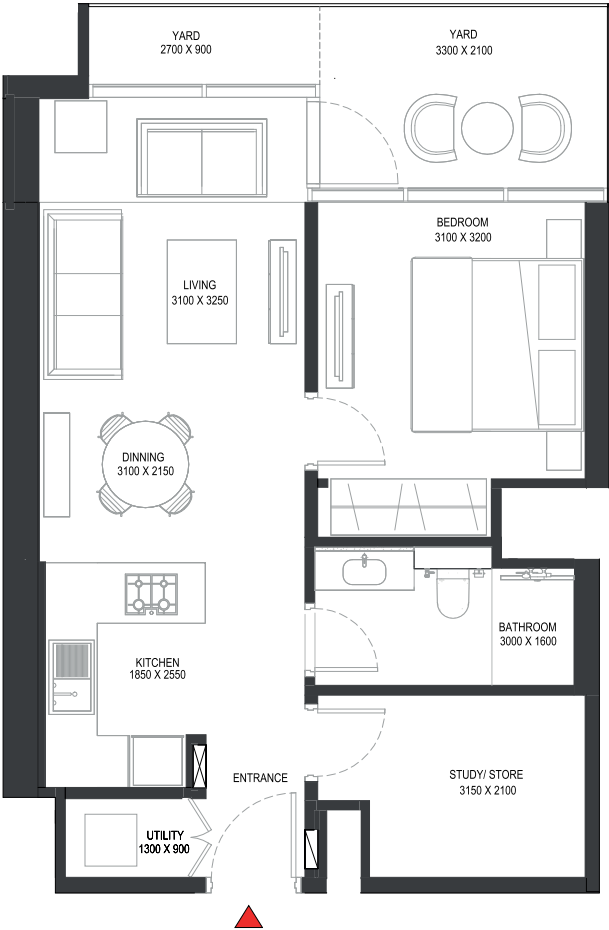 YARD
2700 X 900
YARD
3300 X 2100
BEDROOM
3100 X 3200
LIVING
3100 X 3250
DINNING
3100 X 2150
BATHROOM
3000 X 1600
KITCHEN
1850 X 2550
ENTRANCE
STUDY/ STORE
3150 X 2100
UTILITY
1300 X 900